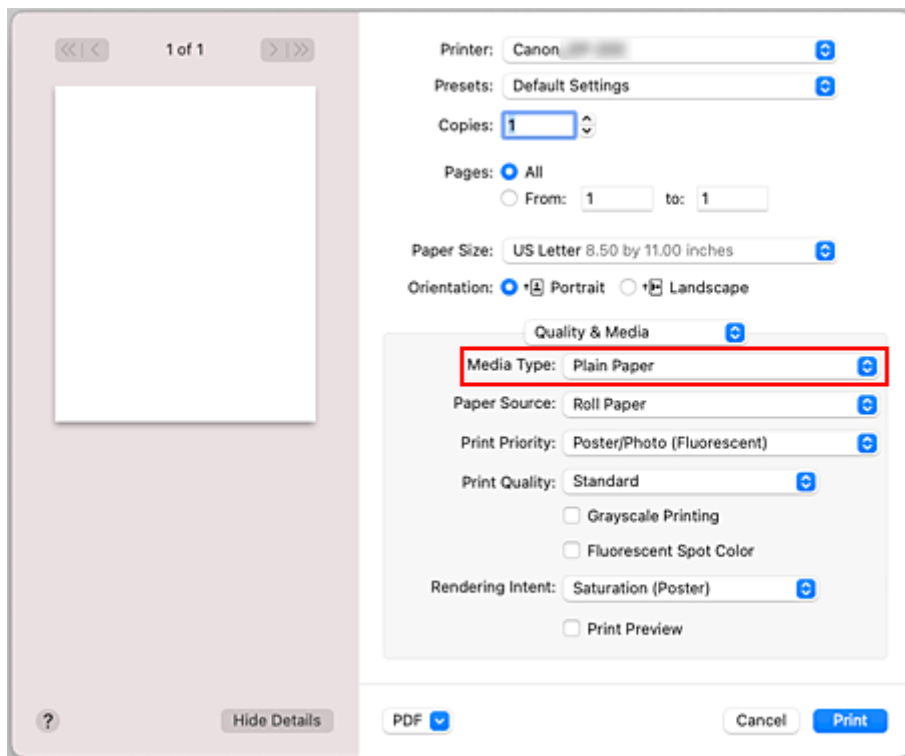 1 of 1
Printer: Canon
Presets: Default Settings
Copies: 1
Pages: All
From: 1 to: 1
Paper Size: US Letter 8.50 by 11.00 inches
Orientation: Portrait Landscape
Quality & Media
Media Type: Plain Paper
Paper Source: Roll Paper
Print Priority: Poster/Photo (Fluorescent)
Print Quality: Standard
Grayscale Printing
Fluorescent Spot Color
Rendering Intent: Saturation (Poster)
Print Preview
? Hide Details PDF Cancel Print